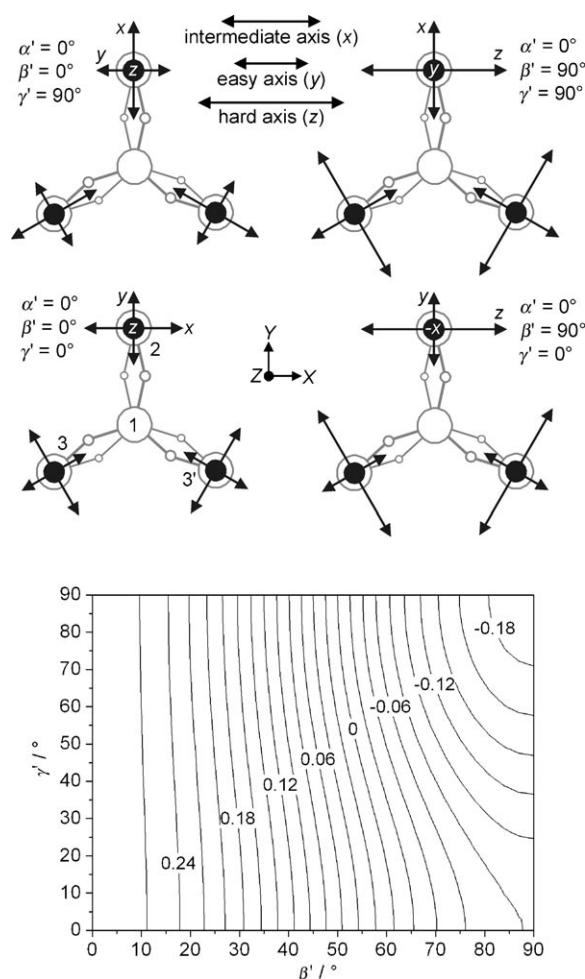 α' = 0°
β' = 0°
γ' = 90°
x
y
z
intermediate axis (x)
easy axis (y)
hard axis (z)
x
y
z
α' = 0°
β' = 90°
γ' = 90°
α' = 0°
β' = 0°
γ' = 0°
y
z
x
2
1
3
3'
Y
Z
X
y
-x
z
α' = 0°
β' = 90°
γ' = 0°
90
80
70
60
50
40
30
20
10
0
γ' / °
-0.18
-0.12
-0.06
0
0.06
0.12
0.18
0.24
0 10 20 30 40 50 60 70 80 90
β' / °